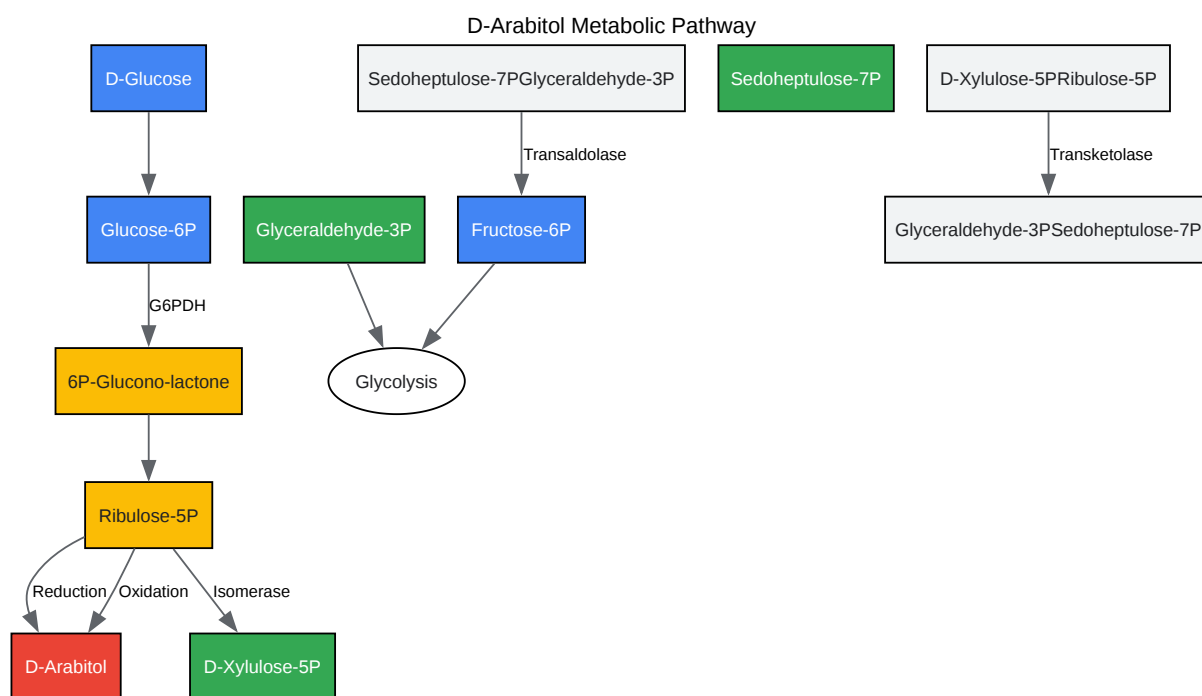 D-Arabitol Metabolic Pathway
D-Glucose
Sedoheptulose-7PGlyceraldehyde-3P
Sedoheptulose-7P
D-Xylulose-5PRibulose-5P
Transaldolase
Transketolase
Glucose-6P
Glyceraldehyde-3P
Fructose-6P
Glyceraldehyde-3PSedoheptulose-7P
G6PDH
6P-Glucono-lactone
Glycolysis
Ribulose-5P
Reduction
Oxidation
Isomerase
D-Arabitol
D-Xylulose-5P